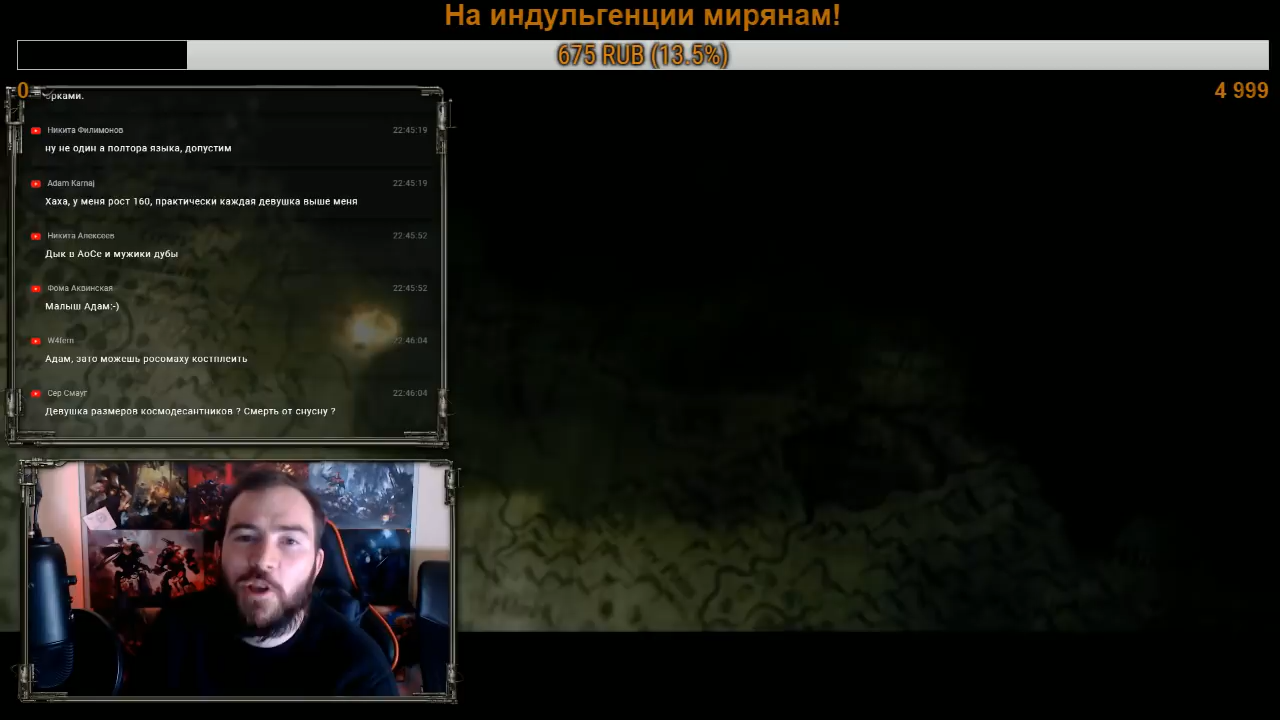 На индульгенции мирянам!
675 RUB (13.5%)
0
4 999
орками.
Никита Филимонов 22:45:19
ну не один а полтора языка, допустим
Adam Karnaj 22:45:19
Хаха, у меня рост 160, практически каждая девушка выше меня
Никита Алексеев 22:45:52
Дык в АоСе и мужики дубы
Фома Аквинская 22:45:52
Малыш Адам:-)
W4fern 22:46:04
Адам, зато можешь росомаху косплеить
Сер Смауг 22:46:04
Девушка размеров космодесантников ? Смерть от снусну ?